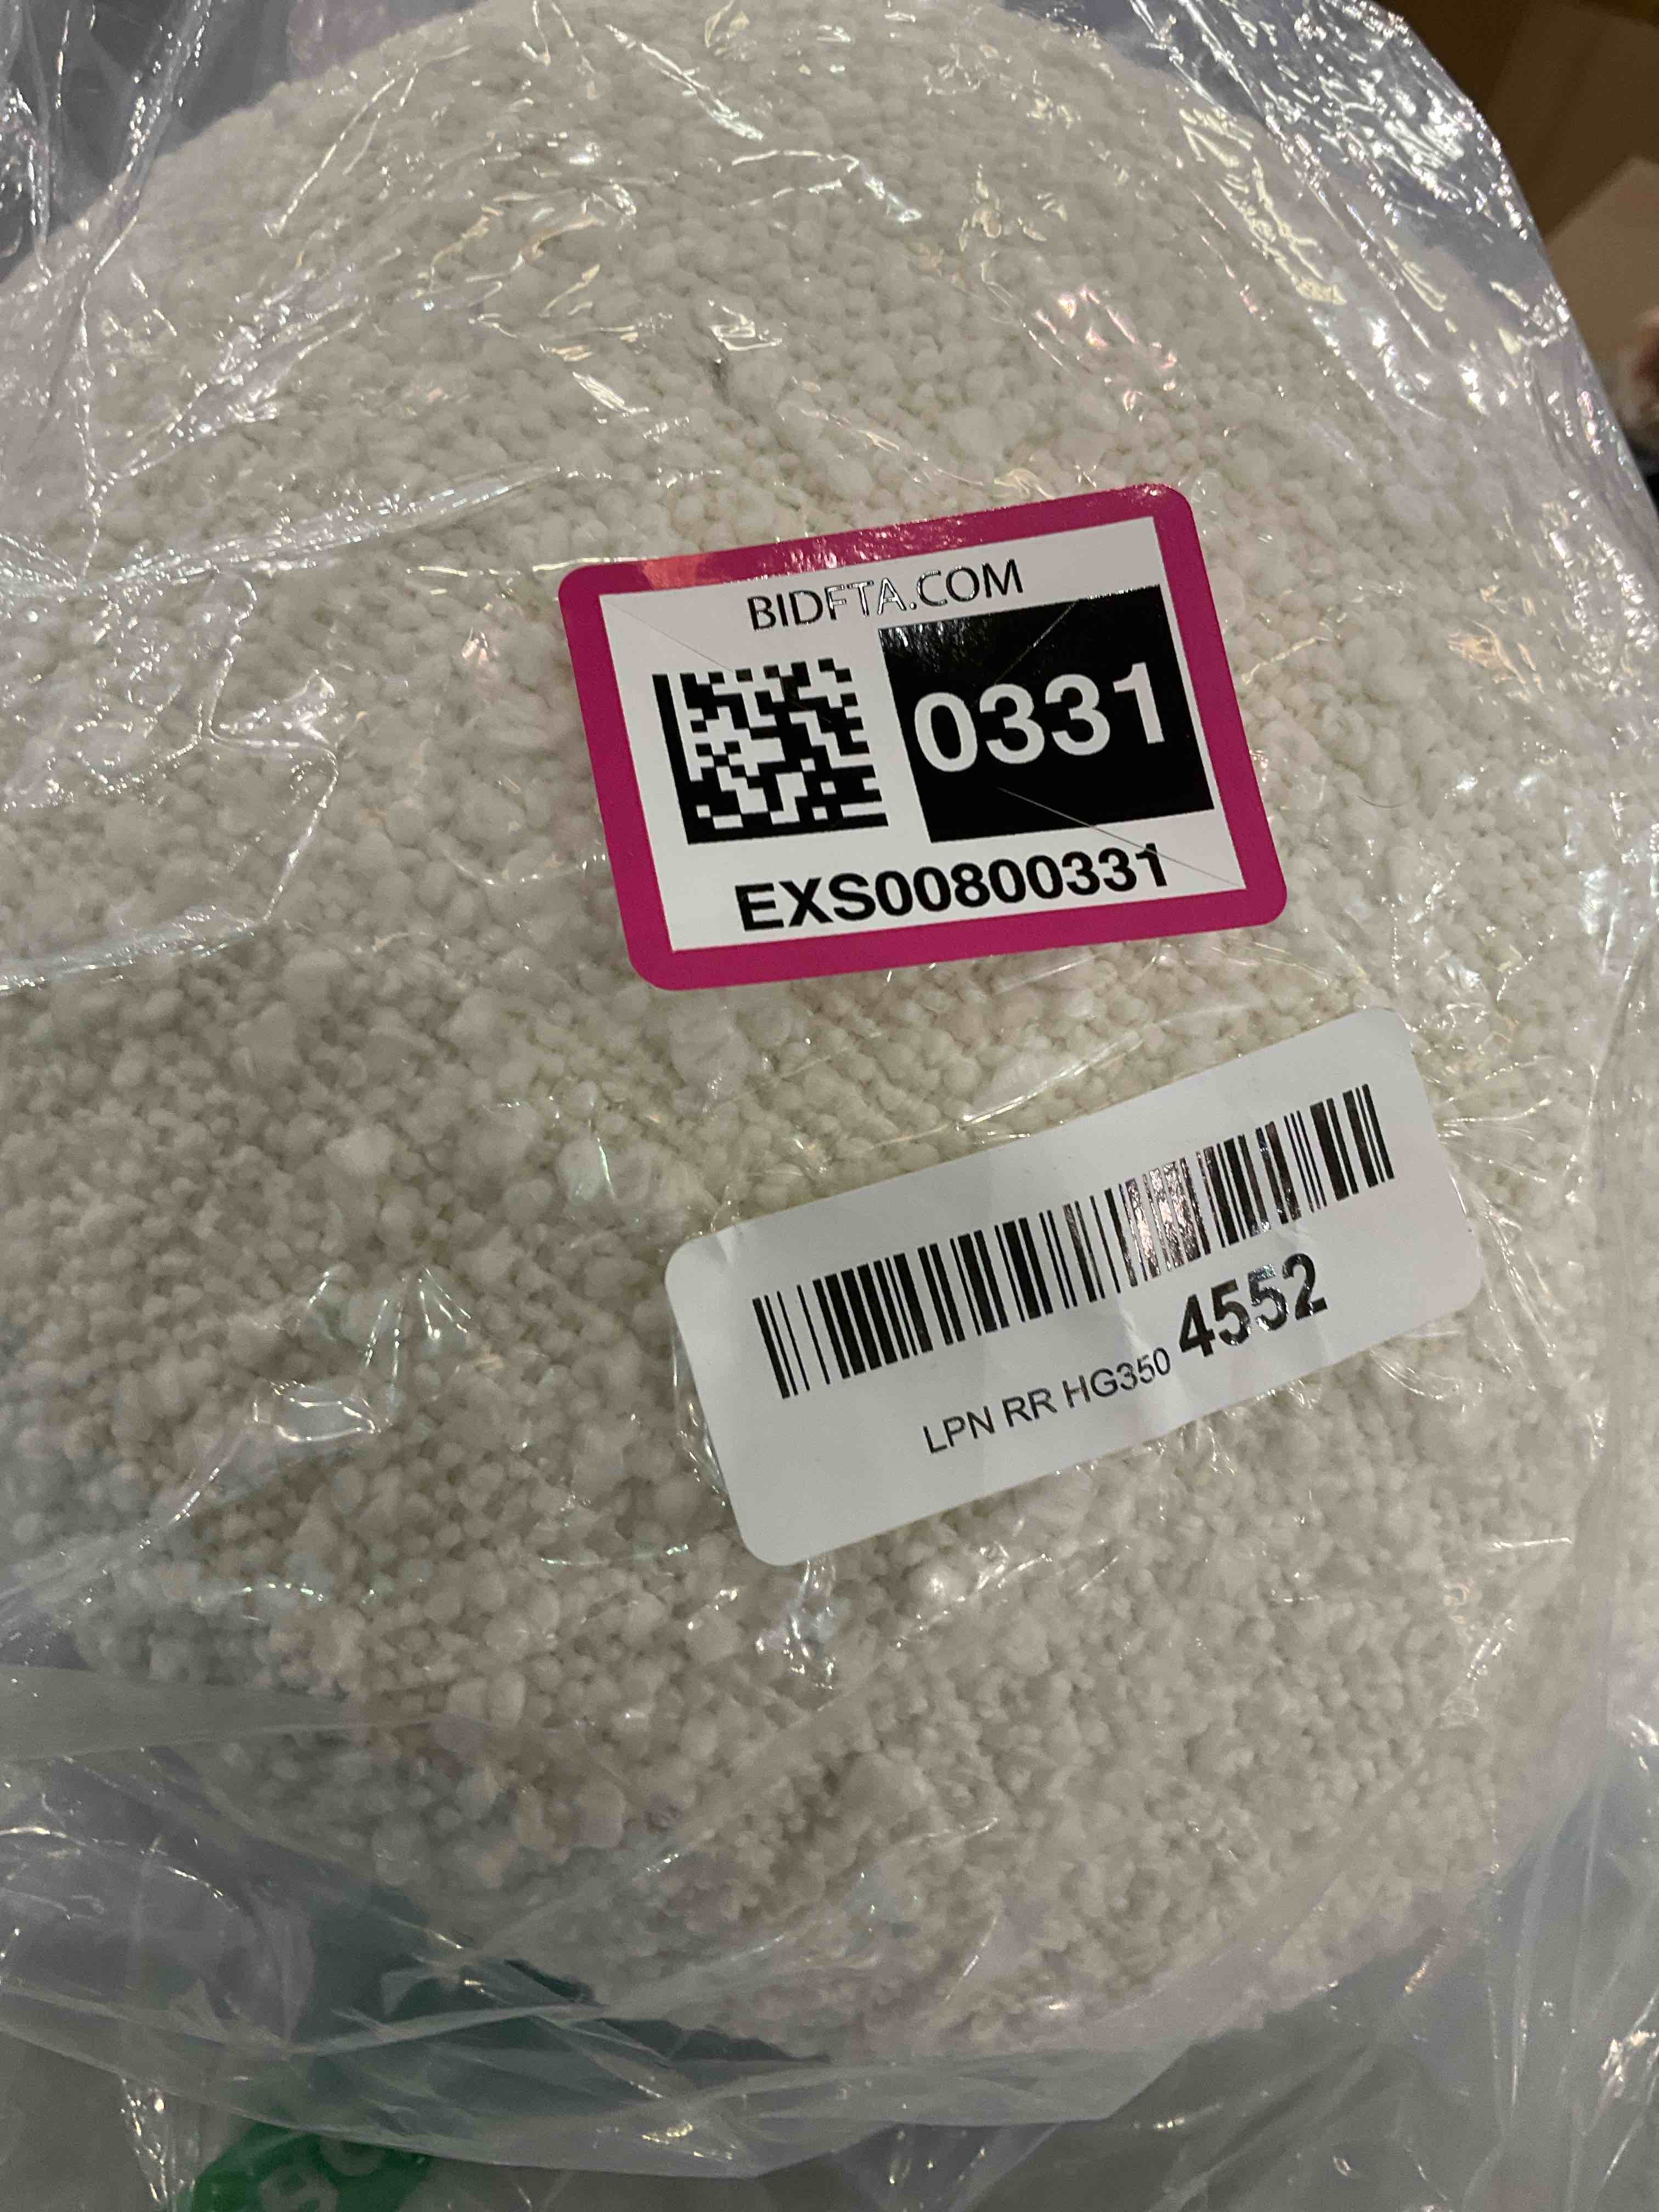 BIDFTA.COM
0331
EXS00800331
LPN RR HG350 4552